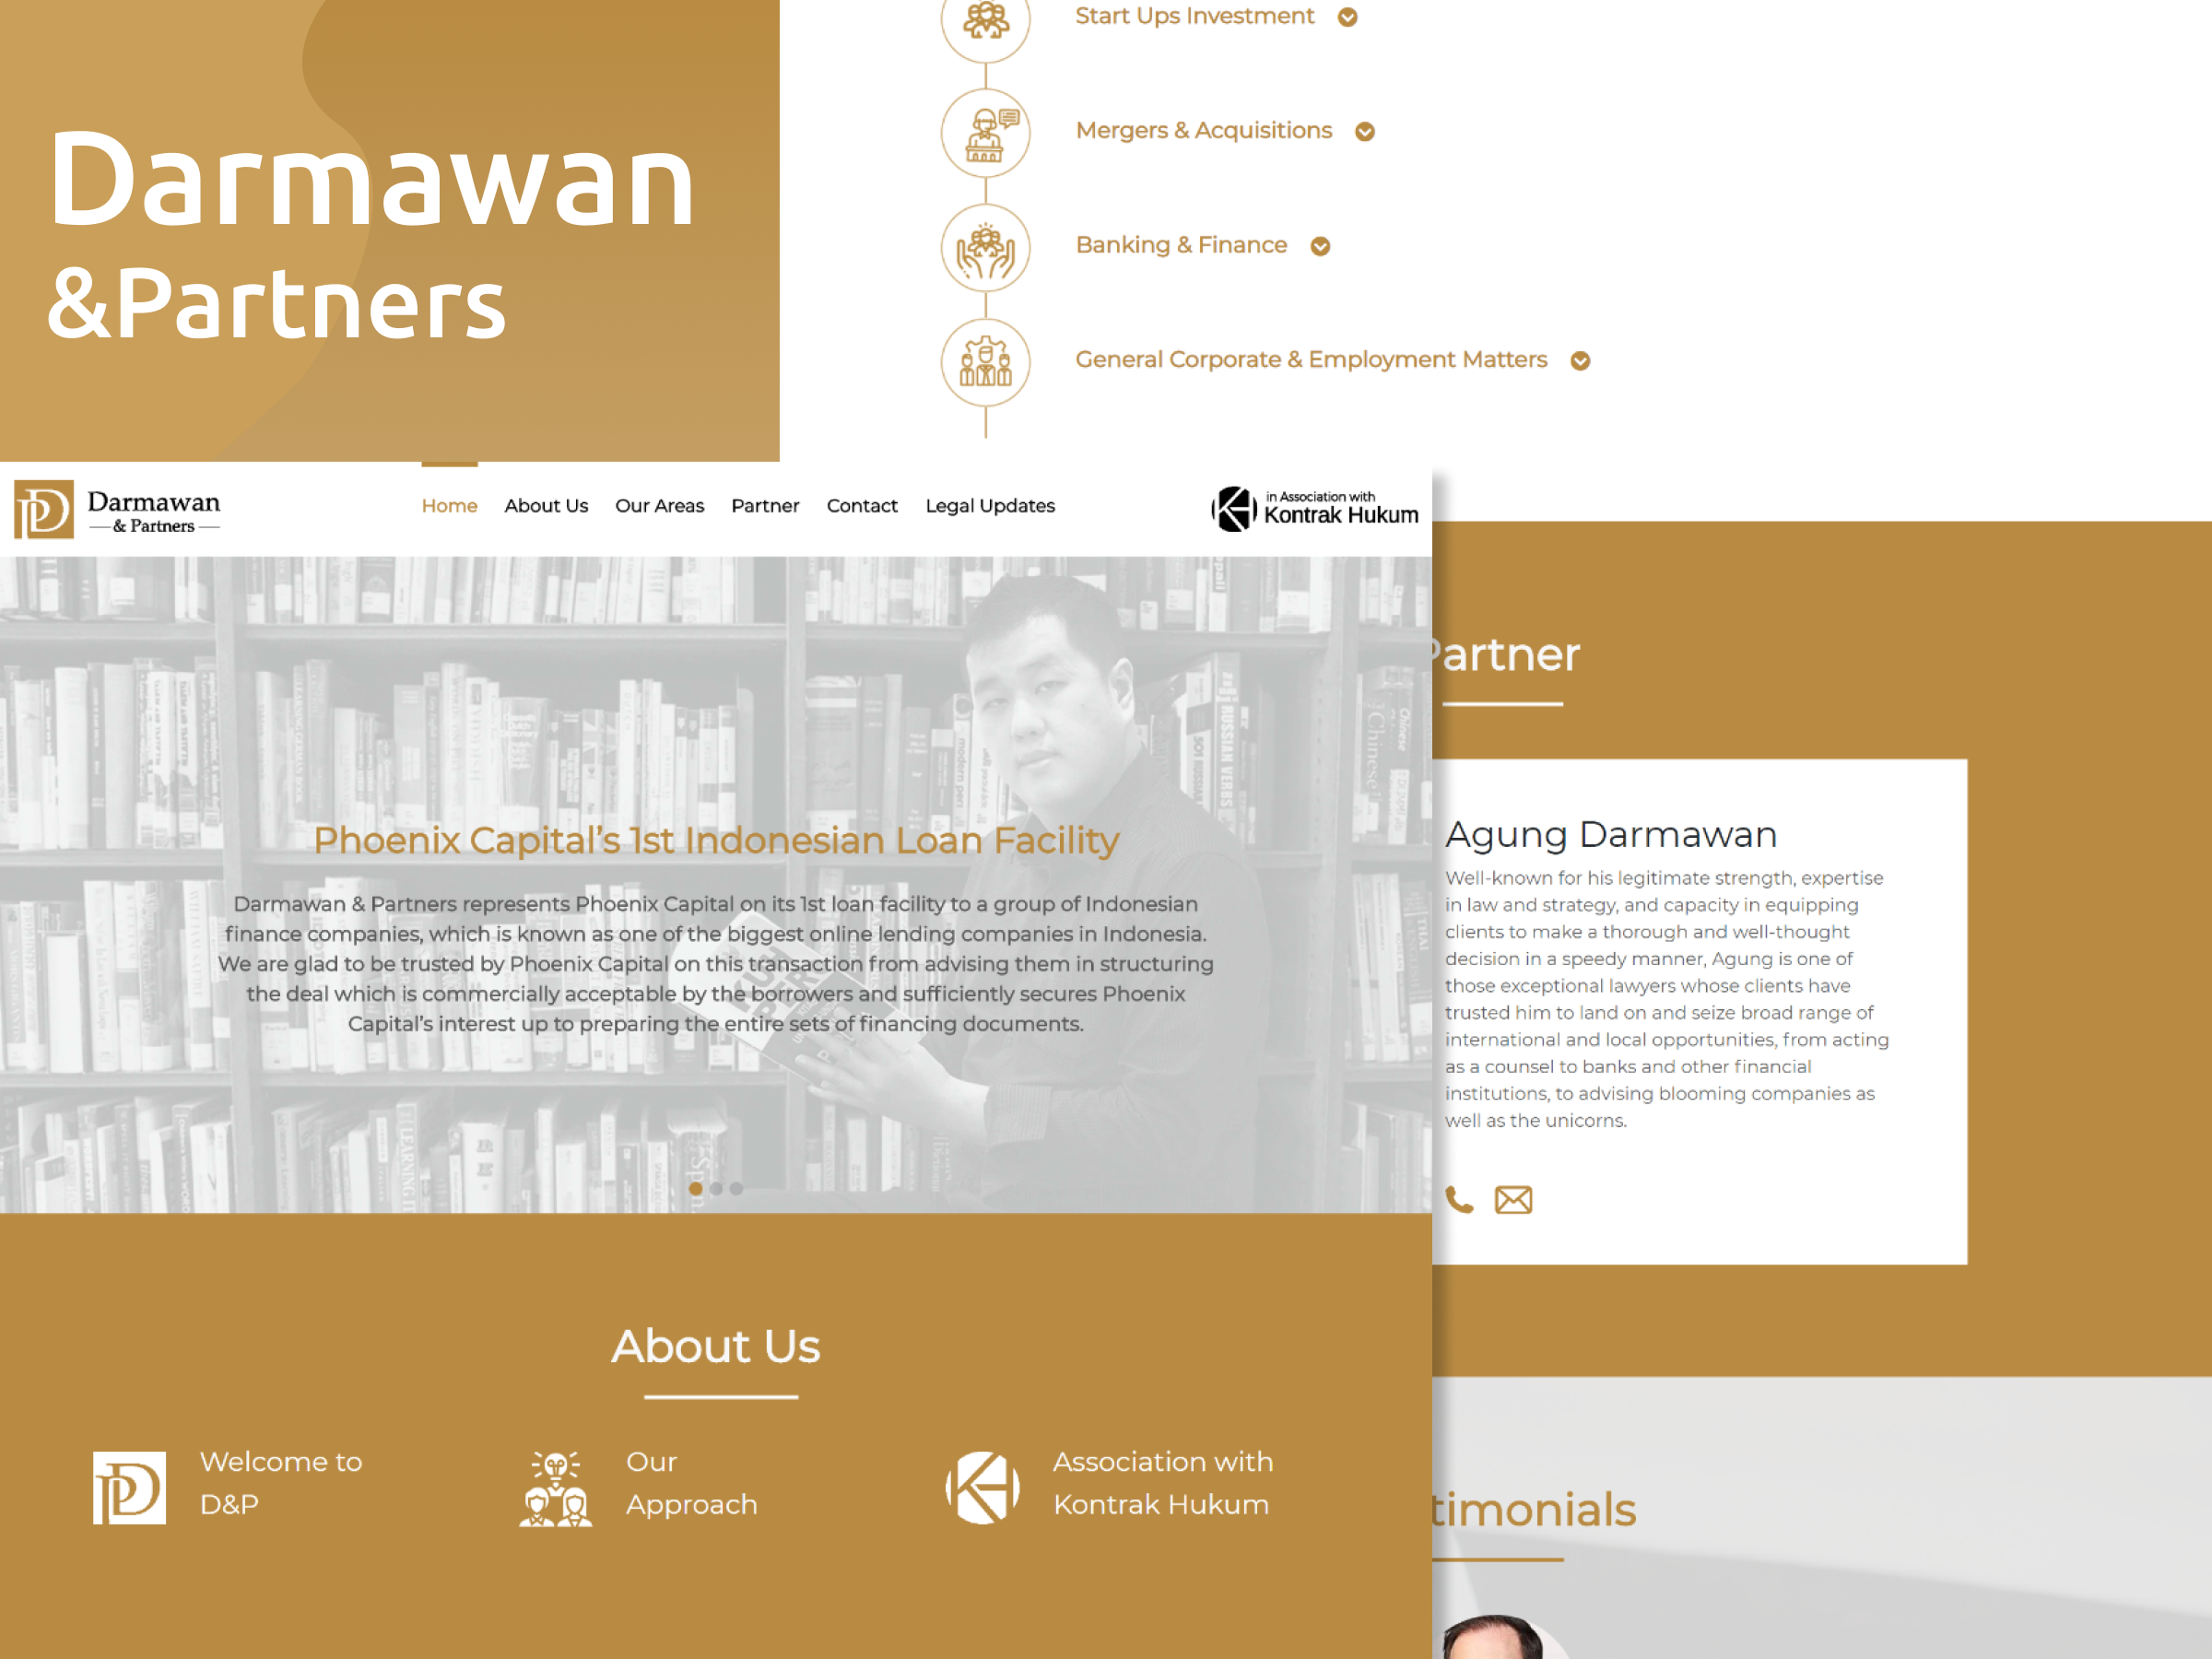 Darmawan
&Partners
Start Ups Investment
Mergers & Acquisitions
Banking & Finance
General Corporate & Employment Matters
Darmawan
& Partners
Home
About Us
Our Areas
Partner
Contact
Legal Updates
in Association with
Kontrak Hukum
Phoenix Capital's 1st Indonesian Loan Facility
Darmawan & Partners represents Phoenix Capital on its 1st loan facility to a group of Indonesian
finance companies, which is known as one of the biggest online lending companies in Indonesia.
We are glad to be trusted by Phoenix Capital on this transaction from advising them in structuring
the deal which is commercially acceptable by the borrowers and sufficiently secures Phoenix
Capital's interest up to preparing the entire sets of financing documents.
RUSSIAN VERBS
Chinese
modern persian
LEARNING
THAI
About Us
Welcome to
D&P
Our
Approach
Association with
Kontrak Hukum
Partner
Agung Darmawan
Well-known for his legitimate strength, expertise
in law and strategy, and capacity in equipping
clients to make a thorough and well-thought
decision in a speedy manner, Agung is one of
those exceptional lawyers whose clients have
trusted him to land on and seize broad range of
international and local opportunities, from acting
as a counsel to banks and other financial
institutions, to advising blooming companies as
well as the unicorns.
timonials